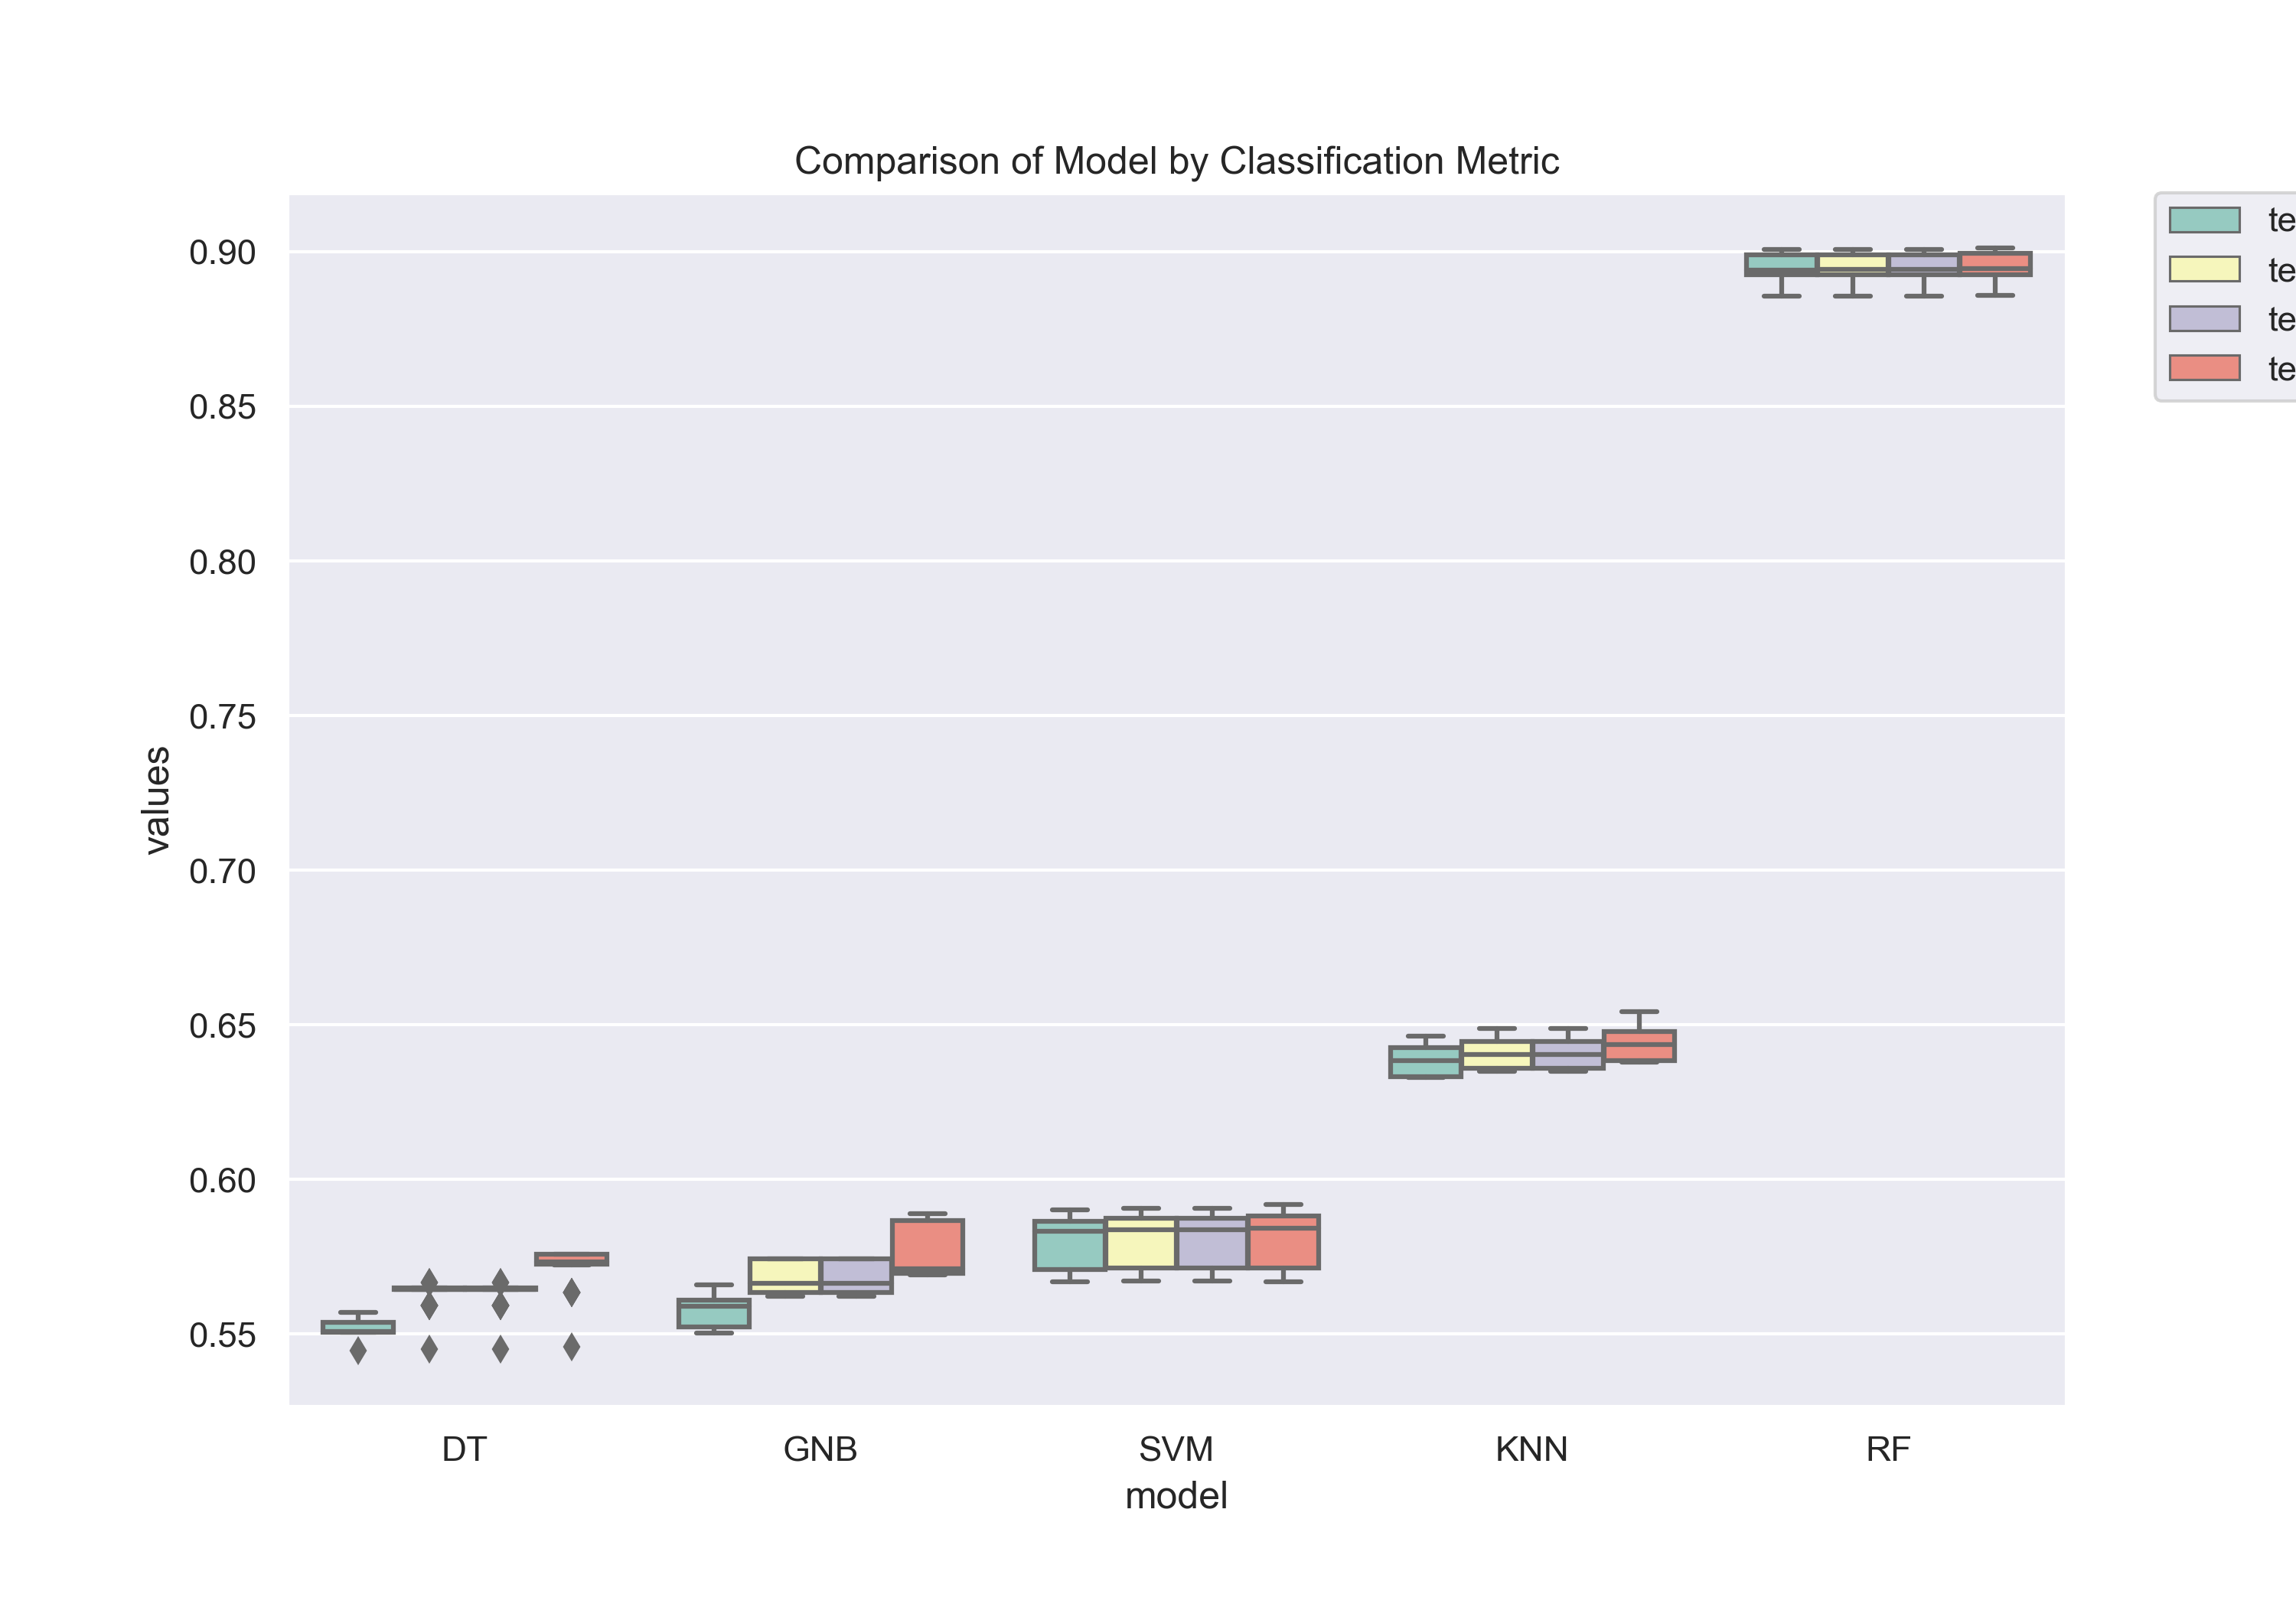 Comparison of Model by Classification Metric
te
te
te
te
0.90
0.85
0.80
0.75
0.70
0.65
0.60
0.55
values
DT GNB SVM KNN RF
model